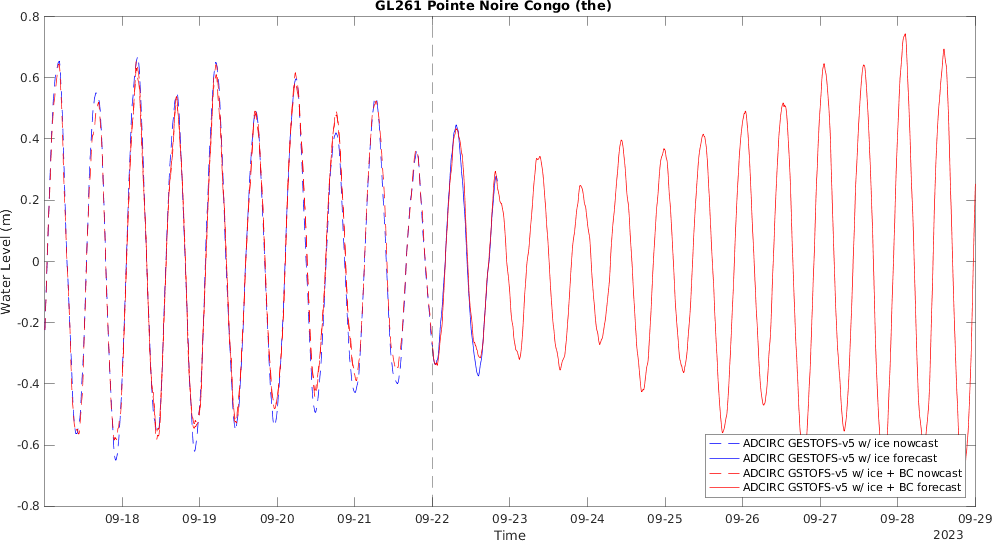 GL261 Pointe Noire Congo (the)
0.8
0.6
0.4
0.2
0
-0.2
-0.4
-0.6
-0.8
Water Level (m)
ADCIRC GESTOFS-v5 w/ ice nowcast
ADCIRC GESTOFS-v5 w/ ice forecast
ADCIRC GSTOFS-v5 w/ ice + BC nowcast
ADCIRC GSTOFS-v5 w/ ice + BC forecast
09-18 09-19 09-20 09-21 09-22 09-23 09-24 09-25 09-26 09-27 09-28 09-29
Time
2023